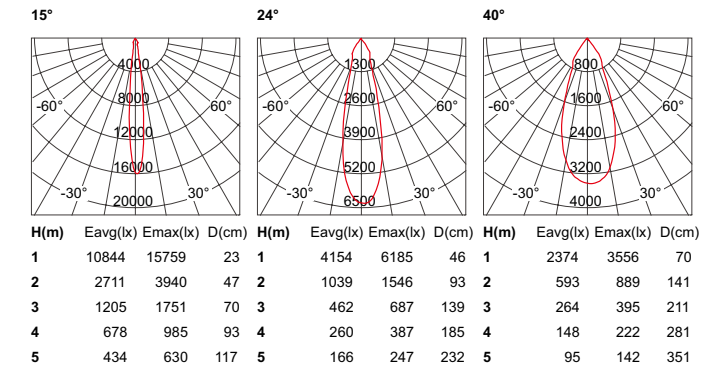 15° 24° 40°
4000 1300 800
8000 2600 1600
-60° 60° -60° 60° -60° 60°
12000 3900 2400
16000 5200 3200
-30° 30° -30° 30° -30° 30°
20000 6500 4000
H(m) Eavg(lx) Emax(lx) D(cm) H(m) Eavg(lx) Emax(lx) D(cm) H(m) Eavg(lx) Emax(lx) D(cm)
1 10844 15759 23 1 4154 6185 46 1 2374 3556 70
2 2711 3940 47 2 1039 1546 93 2 593 889 141
3 1205 1751 70 3 462 687 139 3 264 395 211
4 678 985 93 4 260 387 185 4 148 222 281
5 434 630 117 5 166 247 232 5 95 142 351